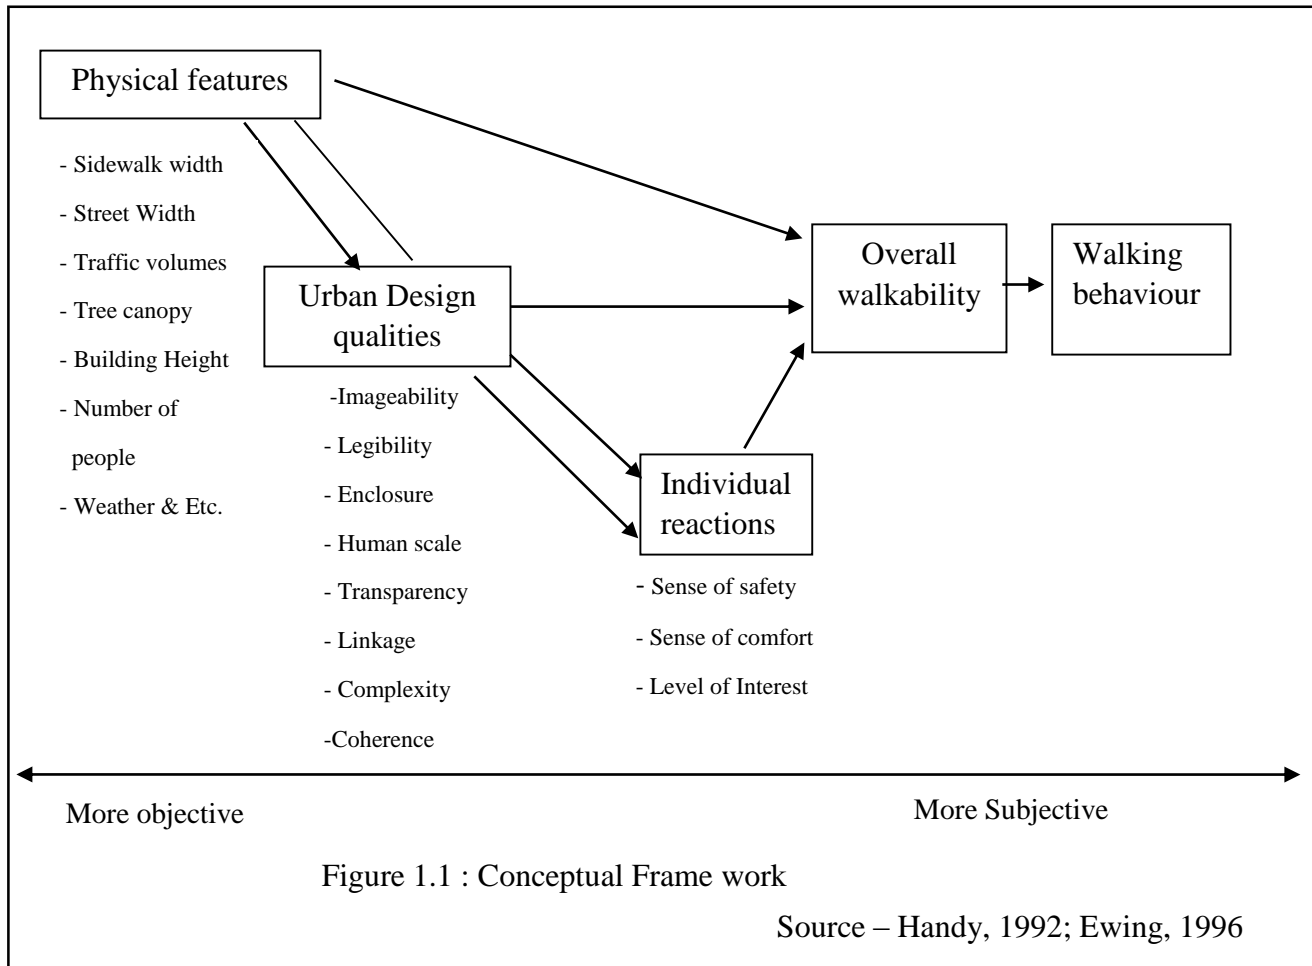 Physical features
- Sidewalk width
- Street Width
- Traffic volumes
- Tree canopy
- Building Height
- Number of
people
- Weather & Etc.
Urban Design
qualities
-Imageability
- Legibility
- Enclosure
- Human scale
- Transparency
- Linkage
- Complexity
-Coherence
Individual
reactions
- Sense of safety
- Sense of comfort
- Level of Interest
Overall
walkability
Walking
behaviour
More objective
More Subjective
Figure 1.1 : Conceptual Frame work
Source – Handy, 1992; Ewing, 1996